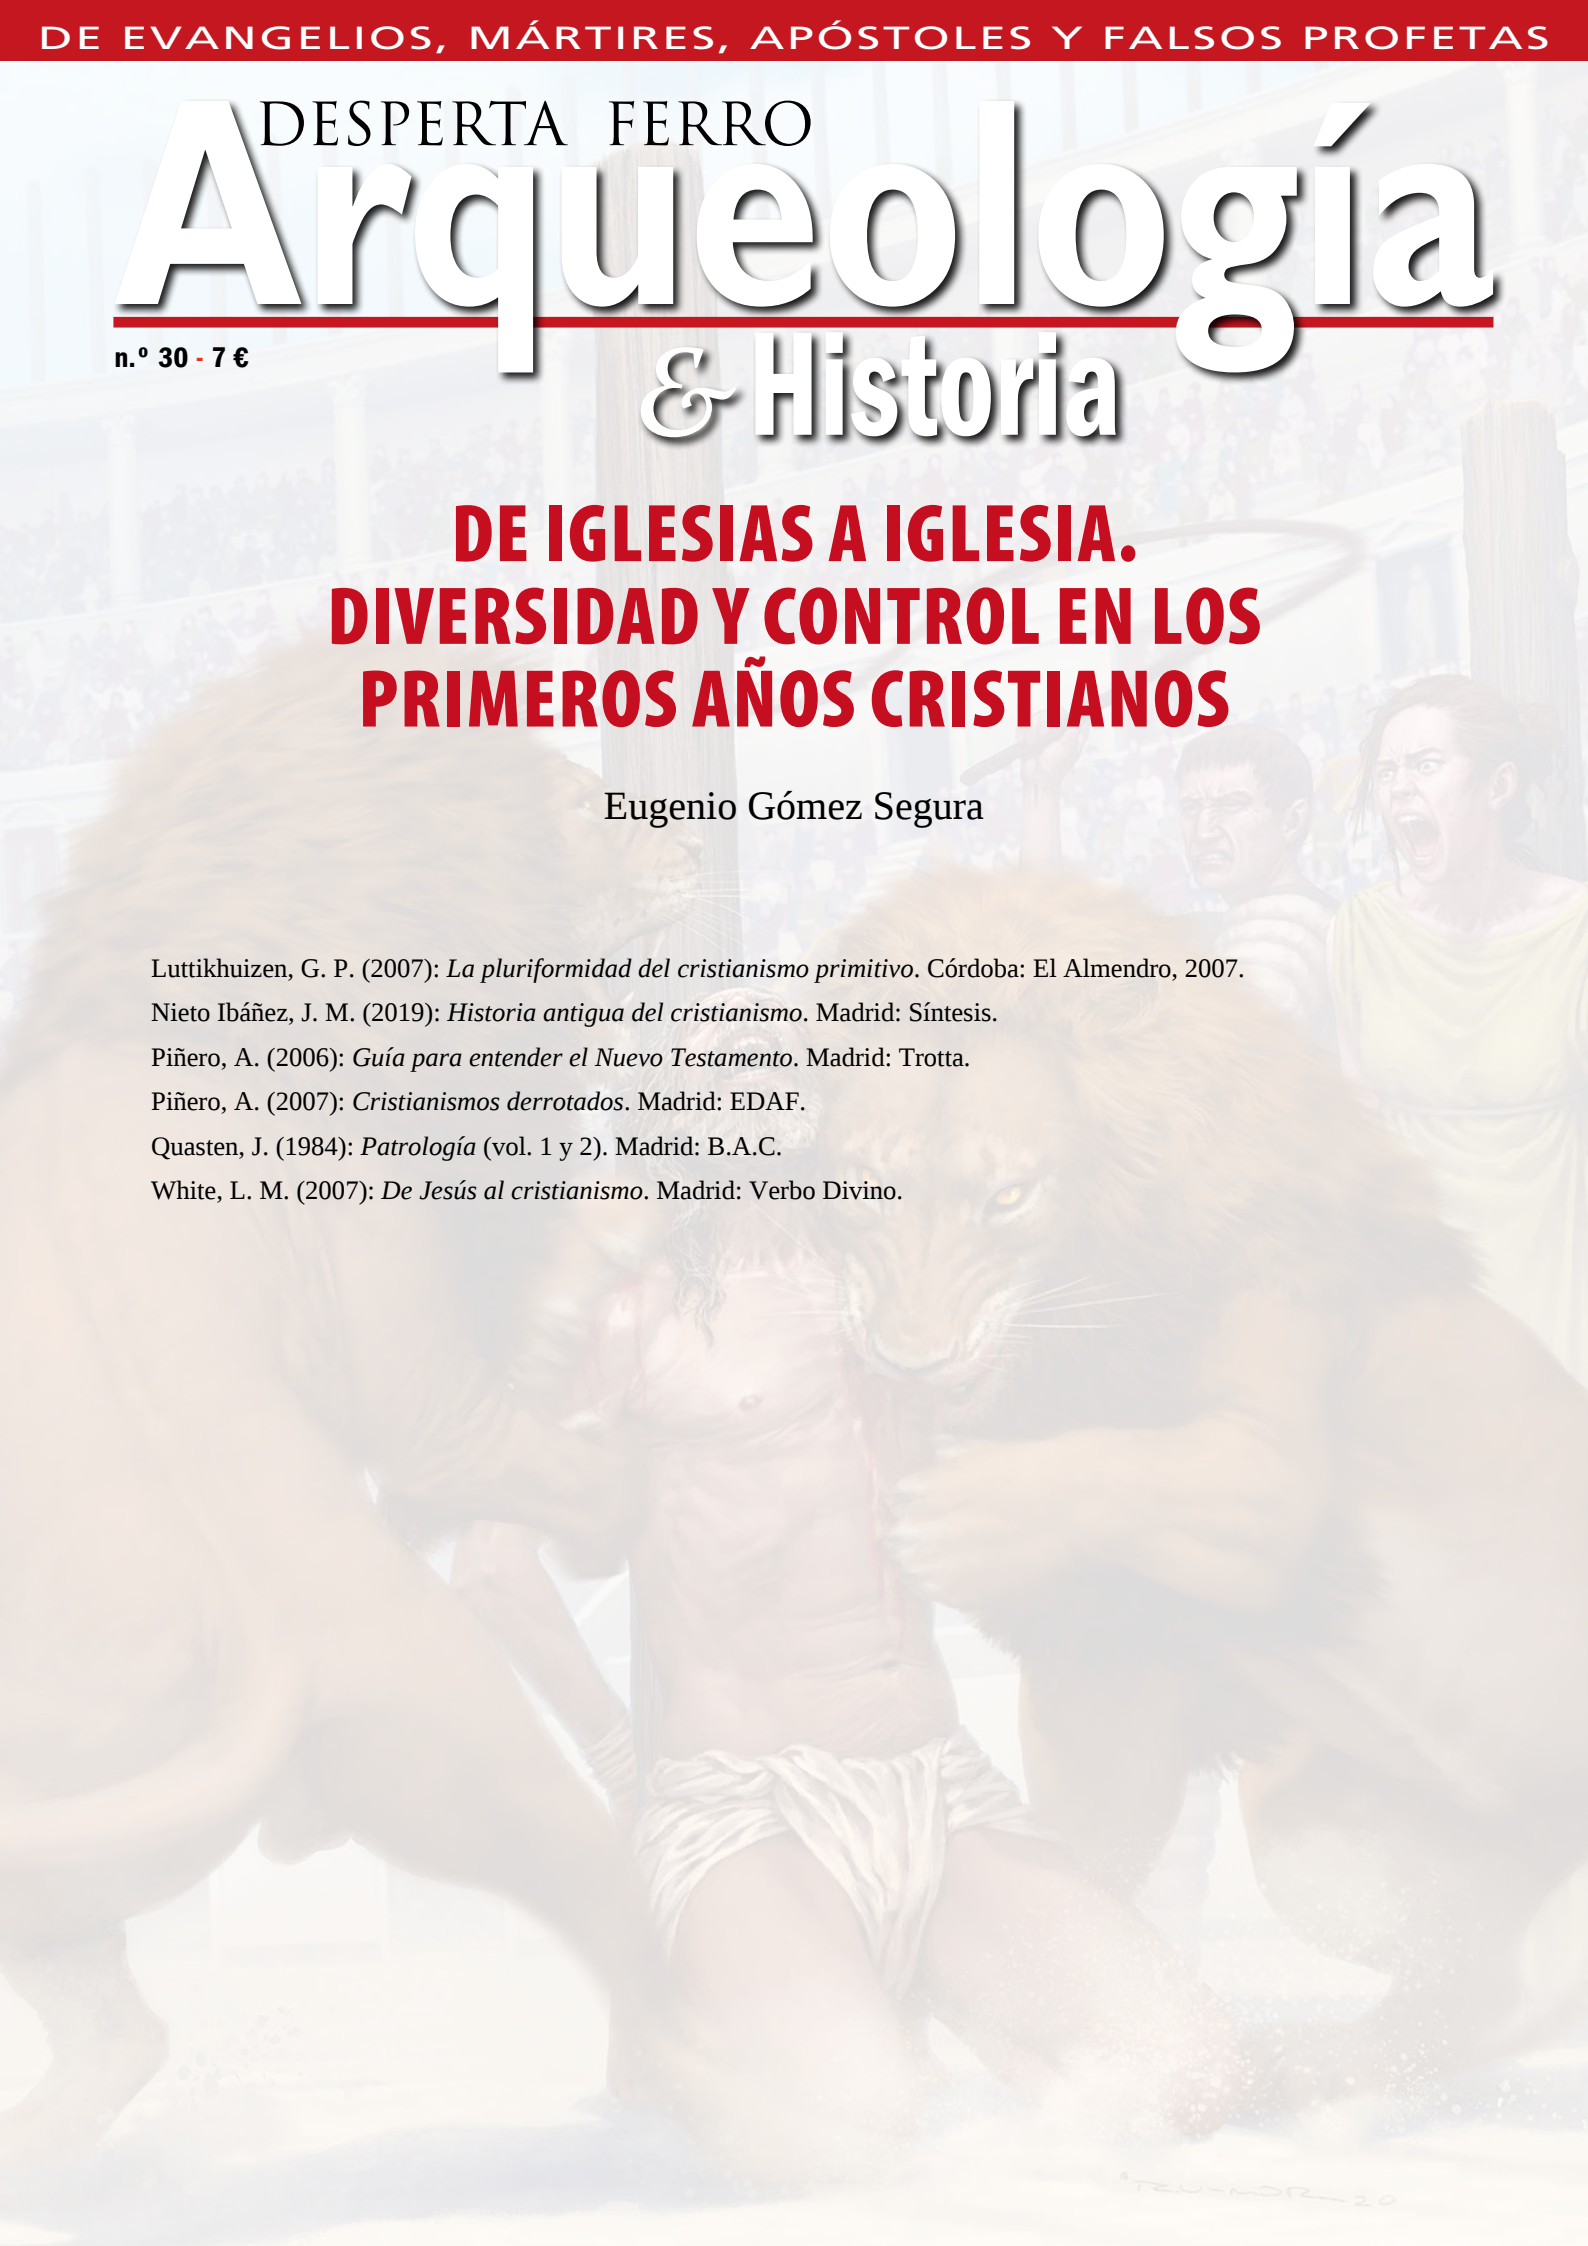 DE EVANGELIOS, MÁRTIRES, APÓSTOLES Y FALSOS PROFETAS
DESPERTA FERRO
Arqueología
& Historia
n.º 30 - 7 €
DE IGLESIAS A IGLESIA.
DIVERSIDAD Y CONTROL EN LOS
PRIMEROS AÑOS CRISTIANOS
Eugenio Gómez Segura
Luttikhuizen, G. P. (2007): La pluriformidad del cristianismo primitivo. Córdoba: El Almendro, 2007.
Nieto Ibáñez, J. M. (2019): Historia antigua del cristianismo. Madrid: Síntesis.
Piñero, A. (2006): Guía para entender el Nuevo Testamento. Madrid: Trotta.
Piñero, A. (2007): Cristianismos derrotados. Madrid: EDAF.
Quasten, J. (1984): Patrología (vol. 1 y 2). Madrid: B.A.C.
White, L. M. (2007): De Jesús al cristianismo. Madrid: Verbo Divino.